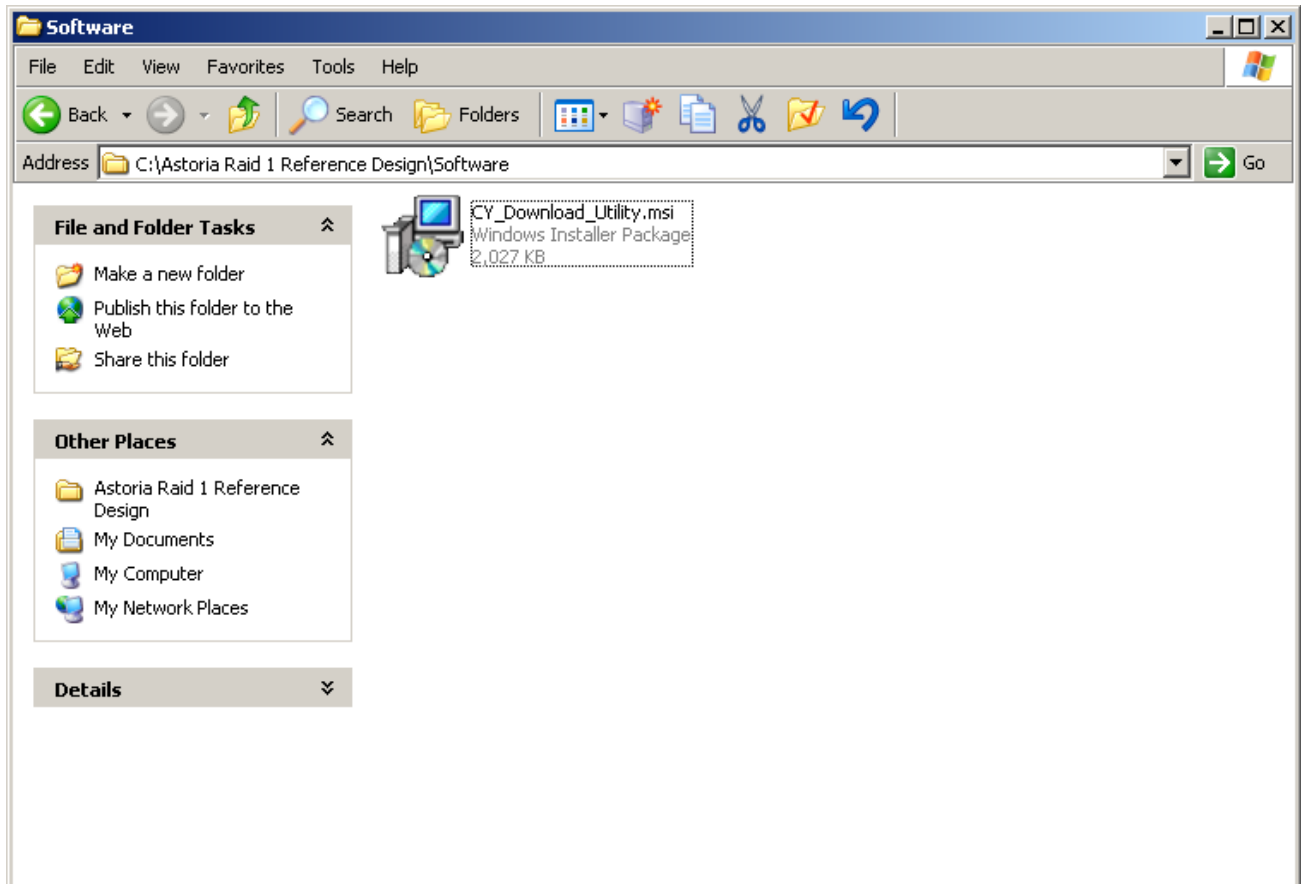 Software
File Edit View Favorites Tools Help
Back Search Folders
Address C:\Astoria Raid 1 Reference Design\Software Go
File and Folder Tasks
Make a new folder
Publish this folder to the
Web
Share this folder
Other Places
Astoria Raid 1 Reference
Design
My Documents
My Computer
My Network Places
Details
CY_Download_Utility.msi
Windows Installer Package
2,027 KB